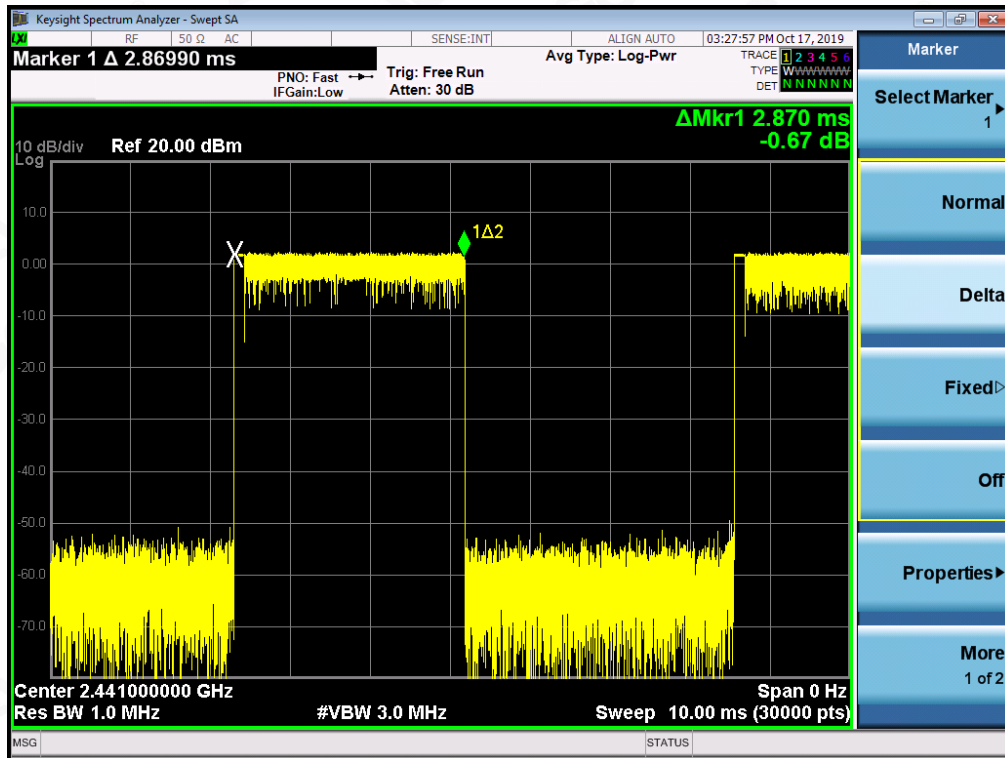 Keysight Spectrum Analyzer - Swept SA
LXI RF 50 Ω AC SENSE:INT ALIGN AUTO 03:27:57 PM Oct 17, 2019
Marker 1 Δ 2.86990 ms
PNO: Fast
IFGain:Low
Trig: Free Run
Atten: 30 dB
Avg Type: Log-Pwr
TRACE 1 2 3 4 5 6
TYPE WWWWWW
DET N N N N N N
ΔMkr1 2.870 ms
-0.67 dB
10 dB/div Ref 20.00 dBm
Log
10.0
0.00
-10.0
-20.0
-30.0
-40.0
-50.0
-60.0
-70.0
X
1Δ2
Center 2.441000000 GHz Span 0 Hz
Res BW 1.0 MHz #VBW 3.0 MHz Sweep 10.00 ms (30000 pts)
MSG STATUS
Marker
Select Marker
1
Normal
Delta
Fixed
Off
Properties
More
1 of 2